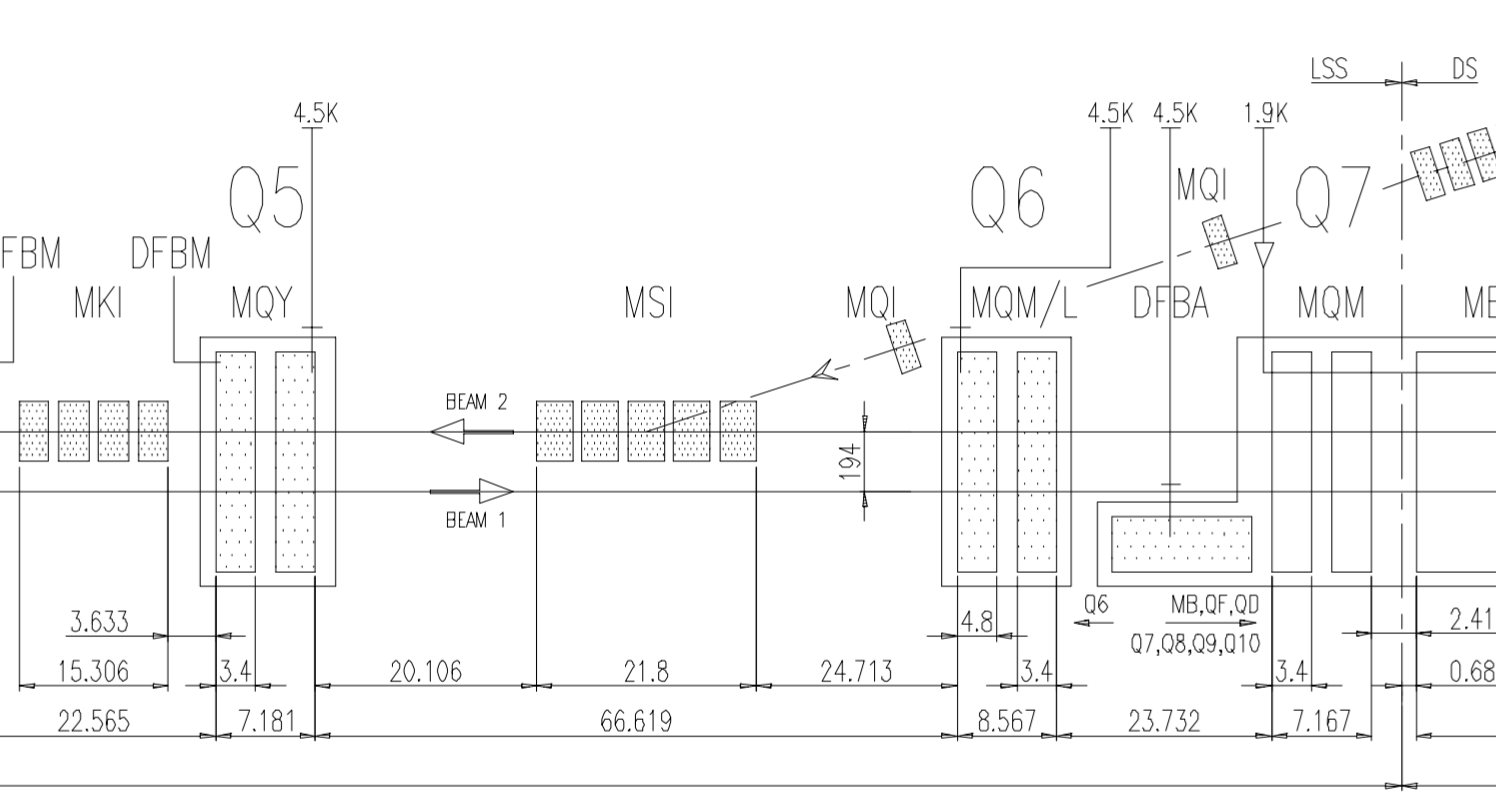 LSS DS
4.5K 4.5K 4.5K 1.9K
Q5 Q6 MQI Q7
FBM DFBM
MKI MQY MSI MQI MQM/L DFBA MQM
BEAM 2
194
BEAM 1
Q6 MB,QF,QD
Q7,Q8,Q9,Q10
3.633 4.8 2.41
15.306 3.4 20.106 21.8 24.713 3.4 3.4 0.68
22.565 7.181 66.619 8.567 23.732 7.167